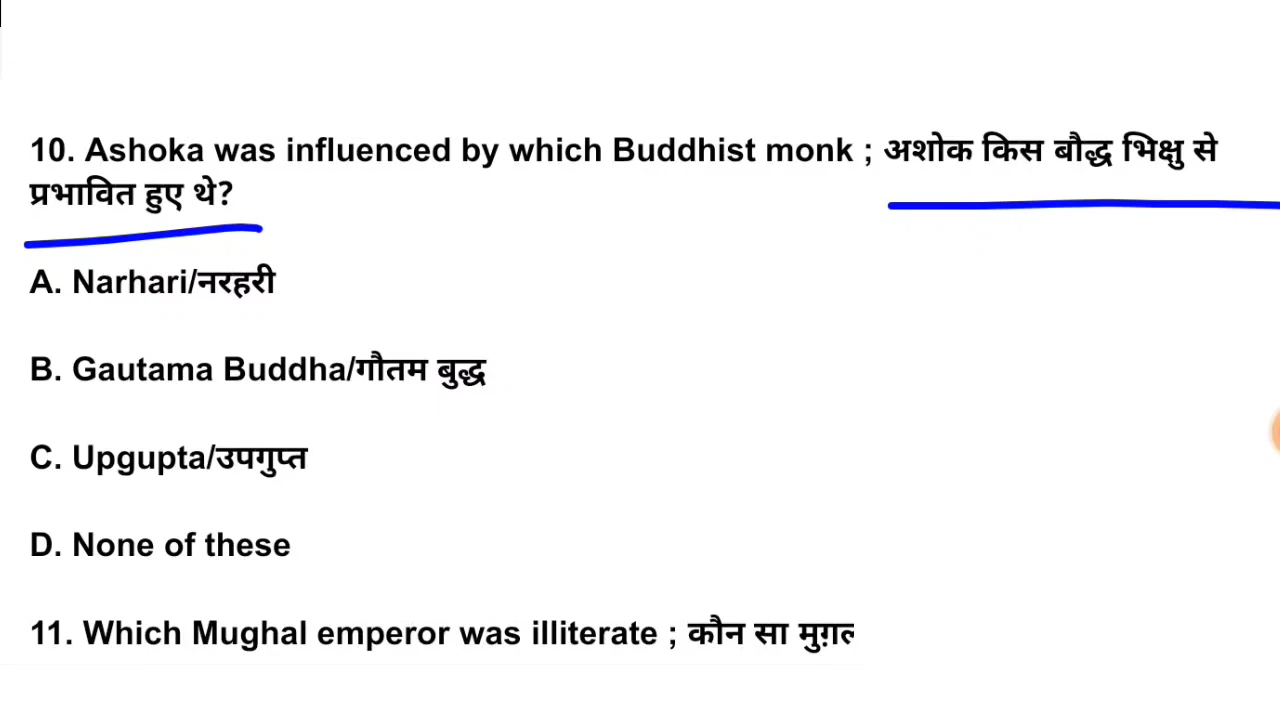 10. Ashoka was influenced by which Buddhist monk ; अशोक किस बौद्ध भिक्षु से
प्रभावित हुए थे?
A. Narhari/नरहरी
B. Gautama Buddha/गौतम बुद्ध
C. Upgupta/उपगुप्त
D. None of these
11. Which Mughal emperor was illiterate ; कौन सा